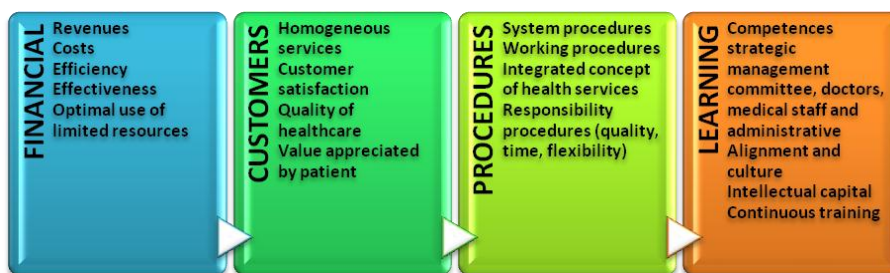 FINANCIAL
Revenues
Costs
Efficiency
Effectiveness
Optimal use of
limited resources
CUSTOMERS
Homogeneous
services
Customer
satisfaction
Quality of
healthcare
Value appreciated
by patient
PROCEDURES
System procedures
Working procedures
Integrated concept
of health services
Responsibility
procedures (quality,
time, flexibility)
LEARNING
Competences
strategic
management
committee, doctors,
medical staff and
administrative
Alignment and
culture
Intellectual capital
Continuous training